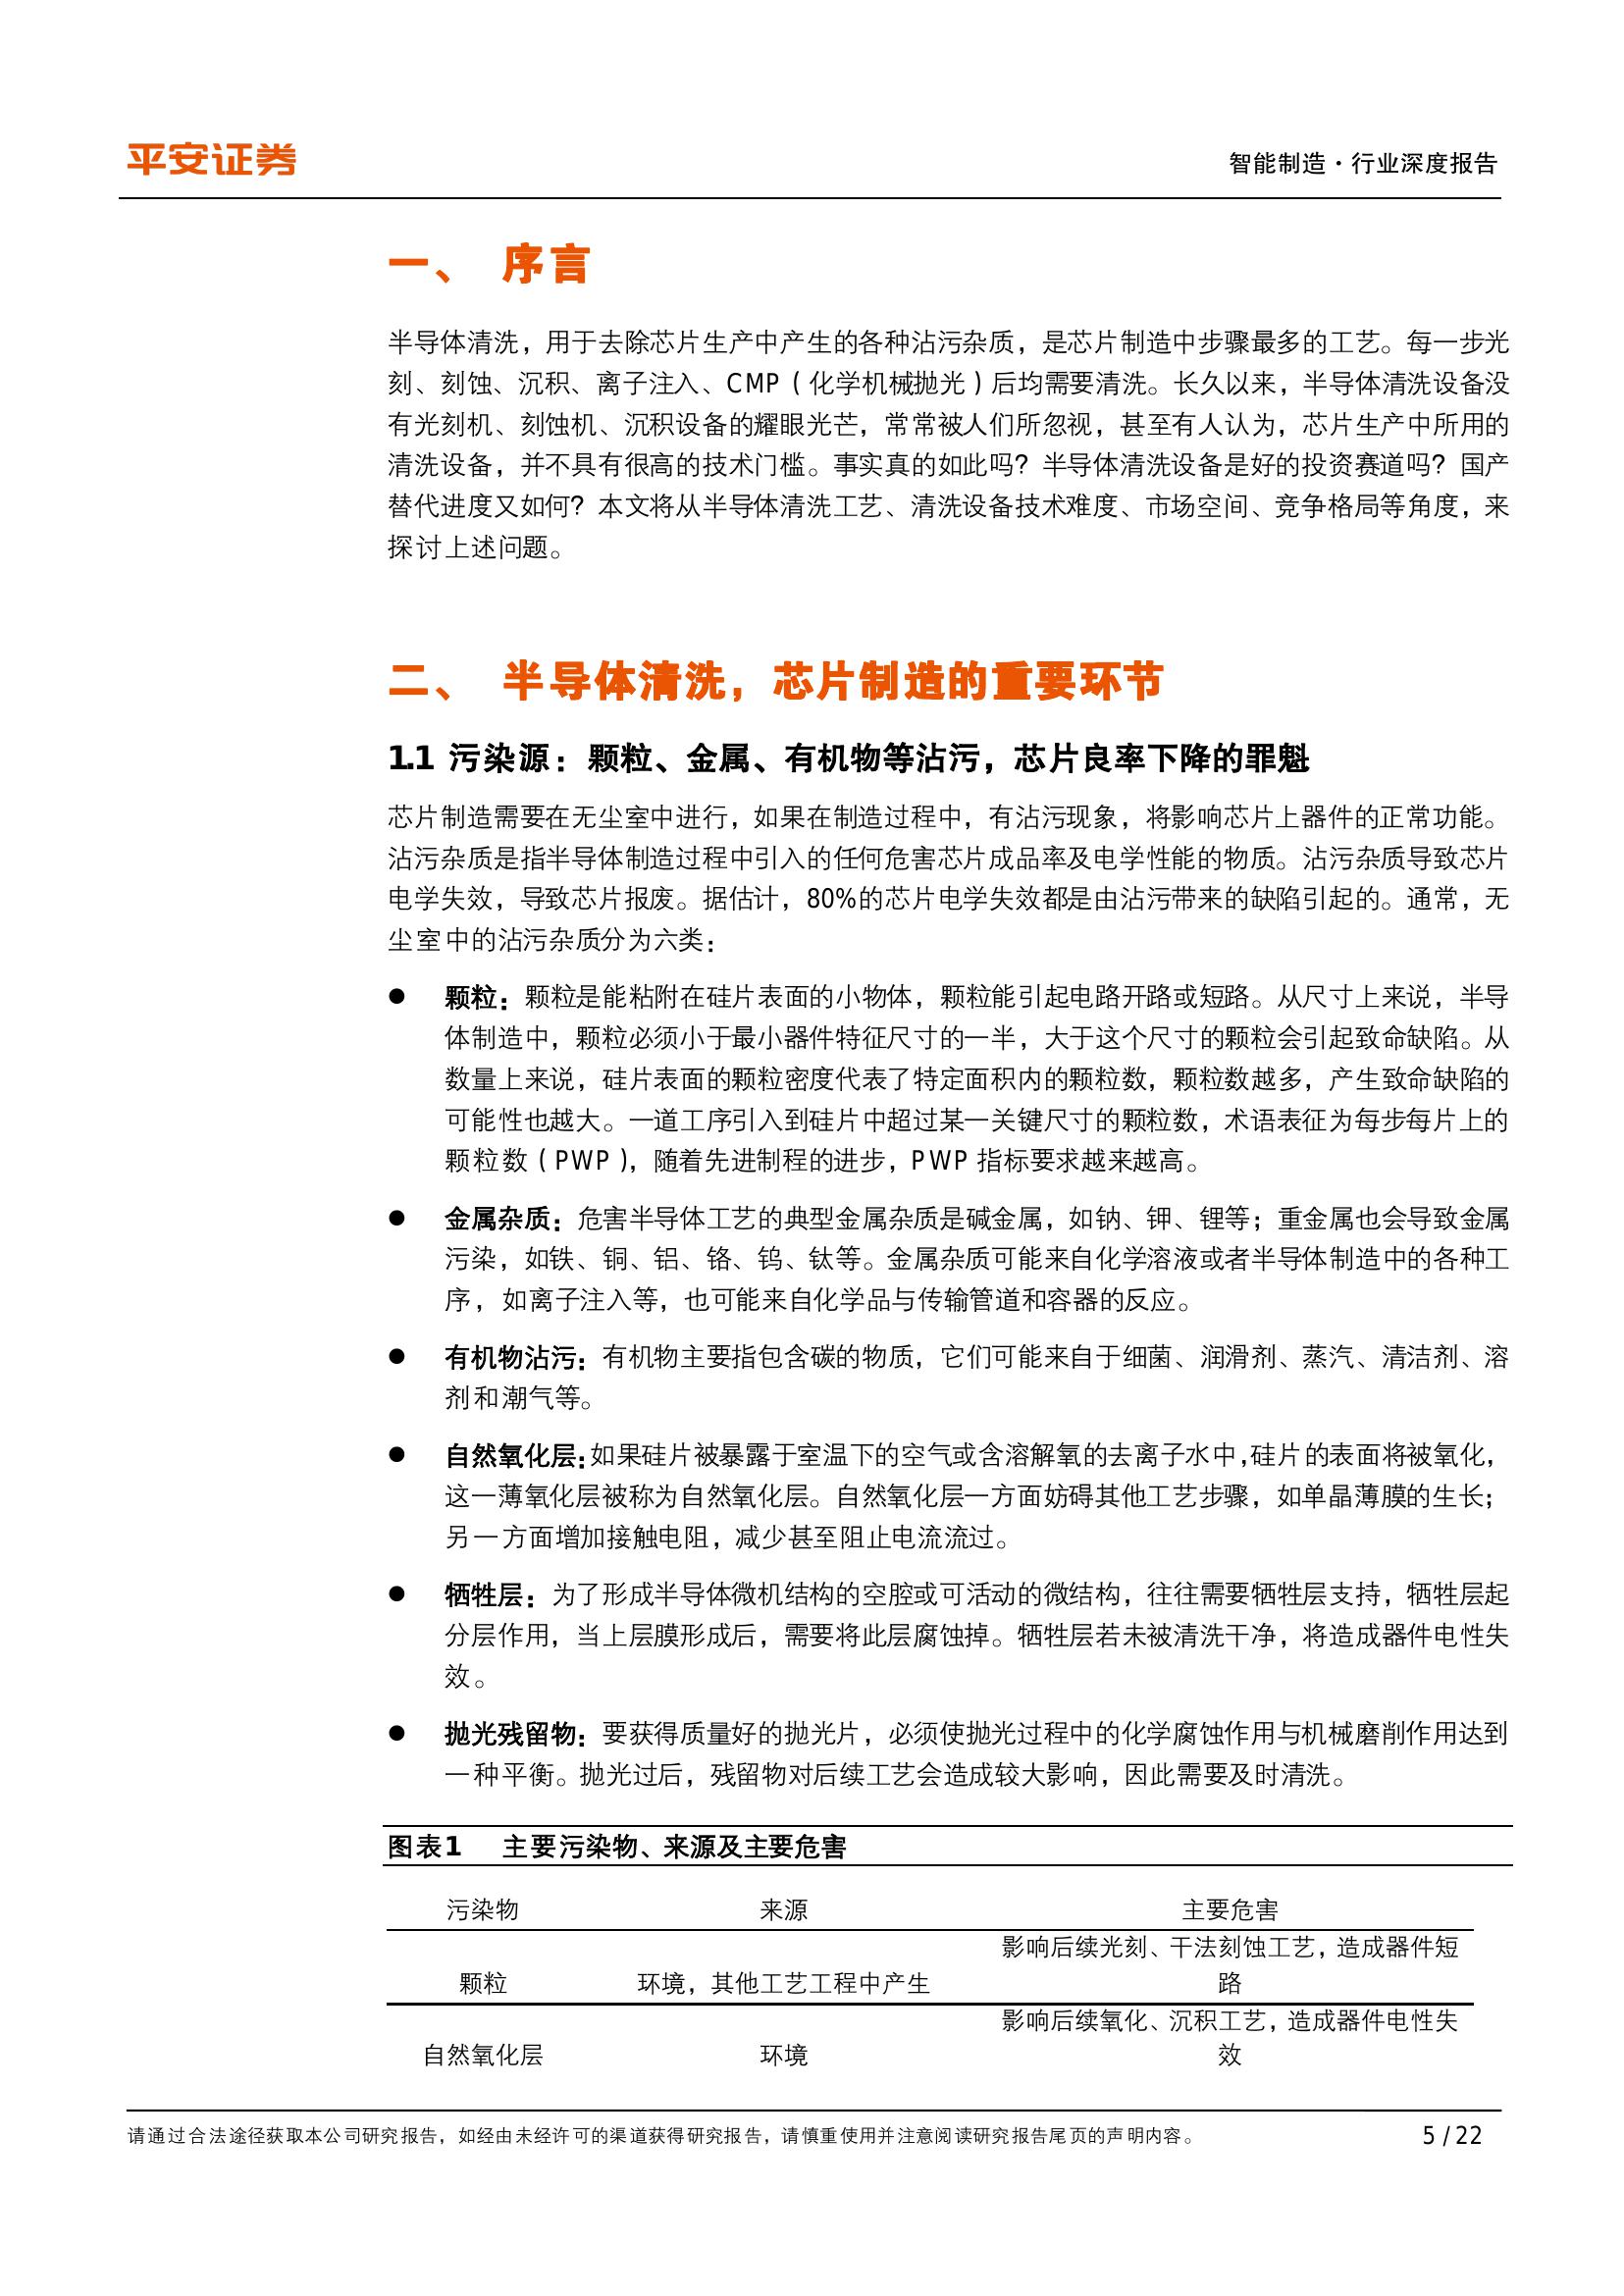 平安证券
智能制造·行业深度报告
一、 序言
半导体清洗，用于去除芯片生产中产生的各种沾污杂质，是芯片制造中步骤最多的工艺。每一步光
刻、刻蚀、沉积、离子注入、CMP（化学机械抛光）后均需要清洗。长久以来，半导体清洗设备没
有光刻机、刻蚀机、沉积设备的耀眼光芒，常常被人们所忽视，甚至有人认为，芯片生产中所用的
清洗设备，并不具有很高的技术门槛。事实真的如此吗？半导体清洗设备是好的投资赛道吗？国产
替代进度又如何？本文将从半导体清洗工艺、清洗设备技术难度、市场空间、竞争格局等角度，来
探讨上述问题。
二、 半导体清洗，芯片制造的重要环节
1.1 污染源：颗粒、金属、有机物等沾污，芯片良率下降的罪魁
芯片制造需要在无尘室中进行，如果在制造过程中，有沾污现象，将影响芯片上器件的正常功能。
沾污杂质是指半导体制造过程中引入的任何危害芯片成品率及电学性能的物质。沾污杂质导致芯片
电学失效，导致芯片报废。据估计，80%的芯片电学失效都是由沾污带来的缺陷引起的。通常，无
尘室中的沾污杂质分为六类：
● 颗粒：颗粒是能粘附在硅片表面的小物体，颗粒能引起电路开路或短路。从尺寸上来说，半导
体制造中，颗粒必须小于最小器件特征尺寸的一半，大于这个尺寸的颗粒会引起致命缺陷。从
数量上来说，硅片表面的颗粒密度代表了特定面积内的颗粒数，颗粒数越多，产生致命缺陷的
可能性也越大。一道工序引入到硅片中超过某一关键尺寸的颗粒数，术语表征为每步每片上的
颗粒数（PWP），随着先进制程的进步，PWP 指标要求越来越高。
● 金属杂质：危害半导体工艺的典型金属杂质是碱金属，如钠、钾、锂等；重金属也会导致金属
污染，如铁、铜、铝、铬、钨、钛等。金属杂质可能来自化学溶液或者半导体制造中的各种工
序，如离子注入等，也可能来自化学品与传输管道和容器的反应。
● 有机物沾污：有机物主要指包含碳的物质，它们可能来自于细菌、润滑剂、蒸汽、清洁剂、溶
剂和潮气等。
● 自然氧化层：如果硅片被暴露于室温下的空气或含溶解氧的去离子水中，硅片的表面将被氧化，
这一薄氧化层被称为自然氧化层。自然氧化层一方面妨碍其他工艺步骤，如单晶薄膜的生长；
另一方面增加接触电阻，减少甚至阻止电流流过。
● 牺牲层：为了形成半导体微机结构的空腔或可活动的微结构，往往需要牺牲层支持，牺牲层起
分层作用，当上层膜形成后，需要将此层腐蚀掉。牺牲层若未被清洗干净，将造成器件电性失
效。
● 抛光残留物：要获得质量好的抛光片，必须使抛光过程中的化学腐蚀作用与机械磨削作用达到
一种平衡。抛光过后，残留物对后续工艺会造成较大影响，因此需要及时清洗。
图表1 主要污染物、来源及主要危害
污染物 来源 主要危害
影响后续光刻、干法刻蚀工艺，造成器件短
颗粒 环境，其他工艺工程中产生 路
影响后续氧化、沉积工艺，造成器件电性失
自然氧化层 环境 效
请通过合法途径获取本公司研究报告，如经由未经许可的渠道获得研究报告，请慎重使用并注意阅读研究报告尾页的声明内容。
5 / 22